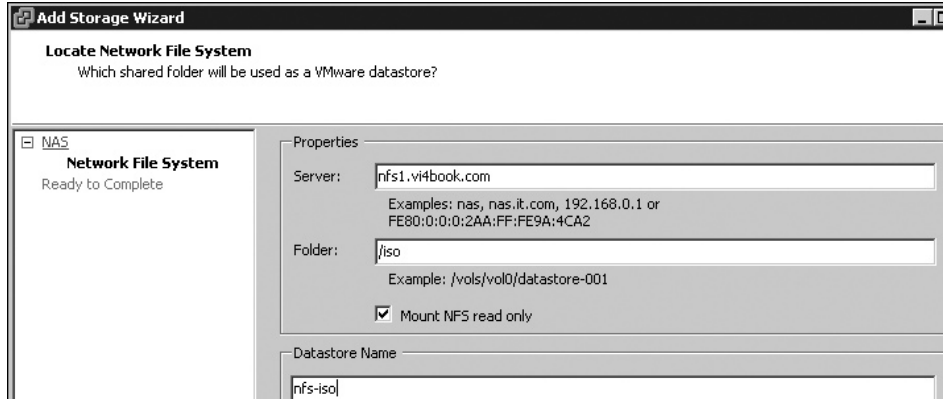 Add Storage Wizard
Locate Network File System
Which shared folder will be used as a VMware datastore?
NAS
Network File System
Ready to Complete
Properties
Server:
nfs1.vi4book.com
Examples: nas, nas.it.com, 192.168.0.1 or
FE80:0:0:0:2AA:FF:FE9A:4CA2
Folder:
/iso
Example: /vols/vol0/datastore-001
Mount NFS read only
Datastore Name
nfs-iso